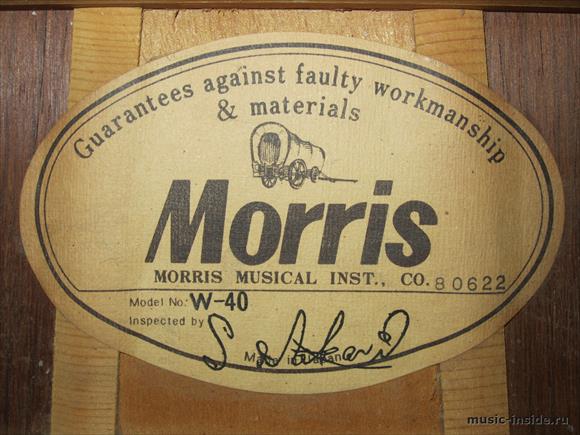 Guarantees against faulty workmanship
& materials
Morris
MORRIS MUSICAL INST., CO. 80622
Model No: W-40
Inspected by
Made in Japan
music-inside.ru